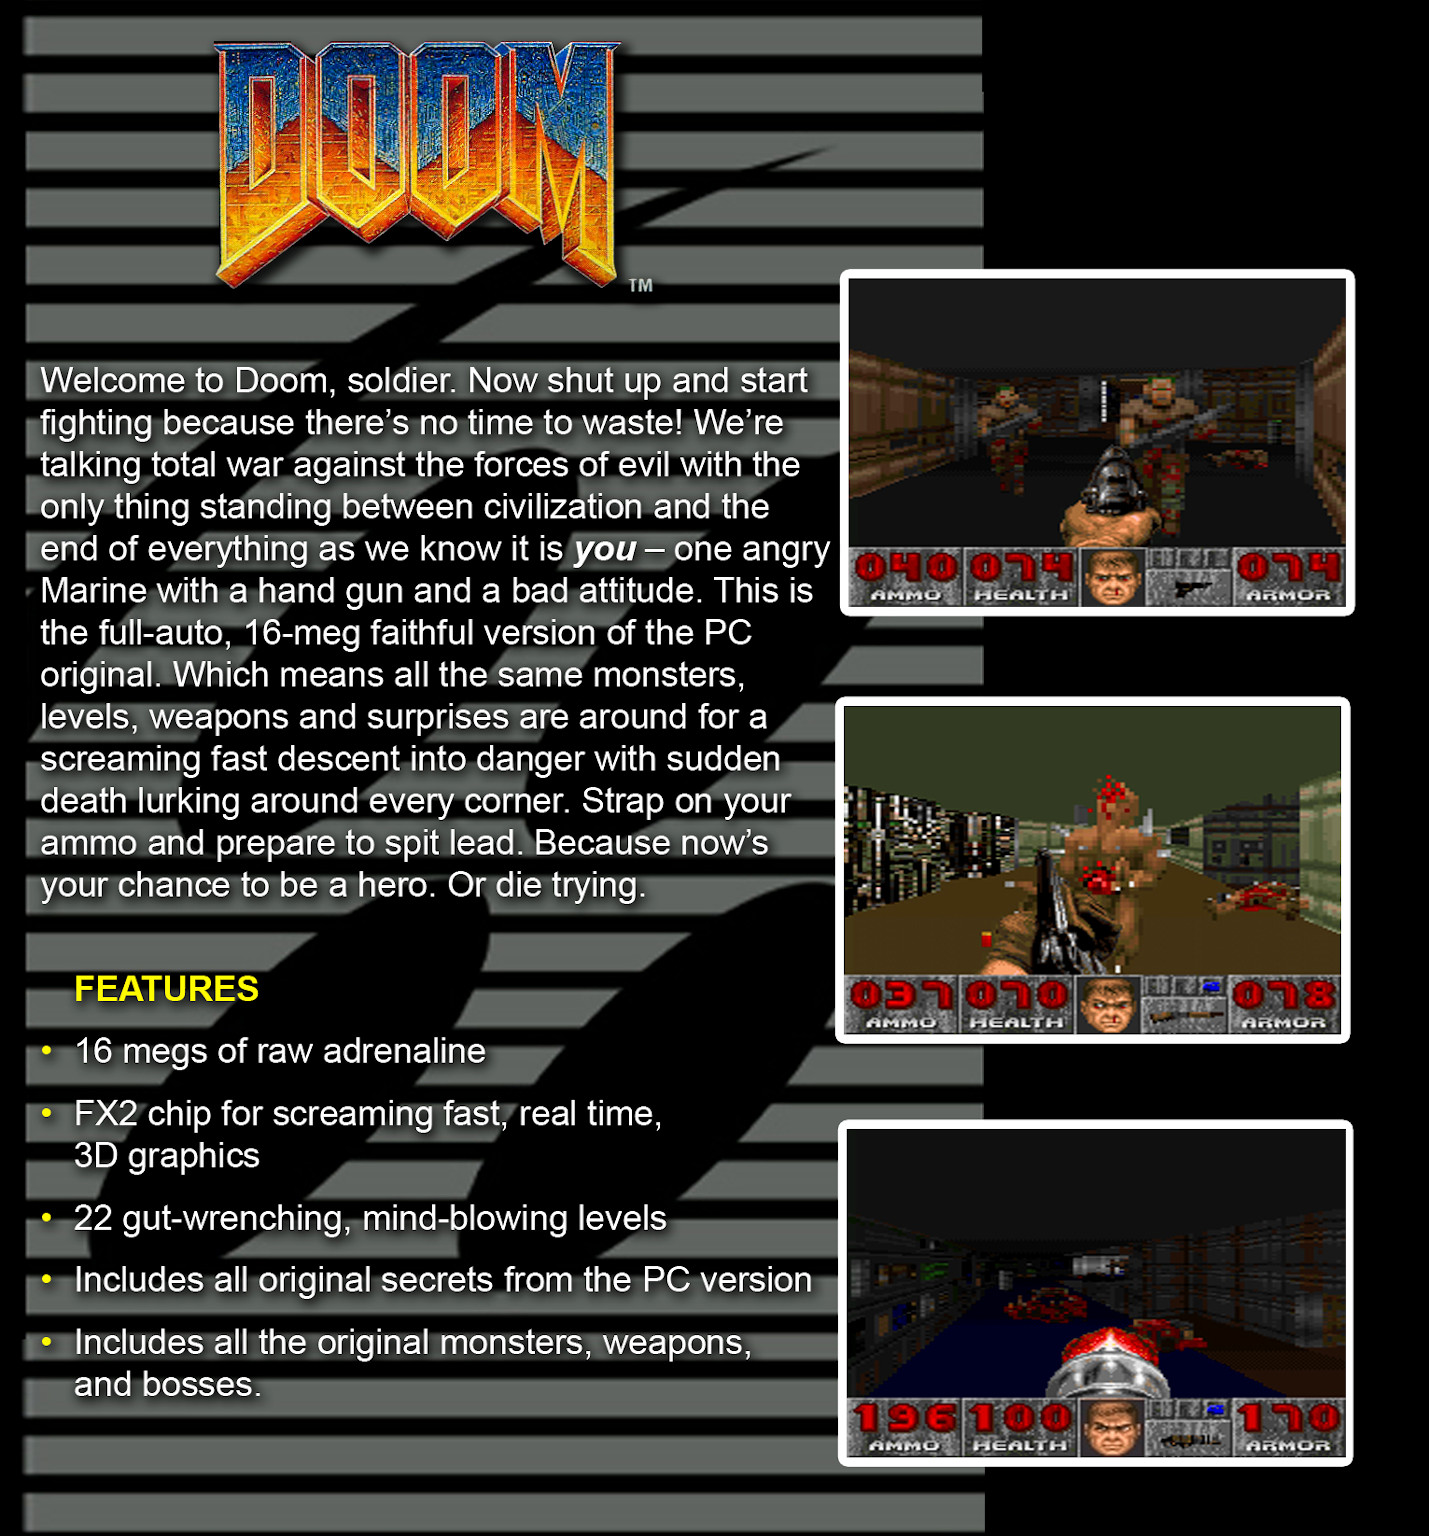 DOOM
TM
Welcome to Doom, soldier. Now shut up and start
fighting because there’s no time to waste! We’re
talking total war against the forces of evil with the
only thing standing between civilization and the
end of everything as we know it is you – one angry
Marine with a hand gun and a bad attitude. This is
the full-auto, 16-meg faithful version of the PC
original. Which means all the same monsters,
levels, weapons and surprises are around for a
screaming fast descent into danger with sudden
death lurking around every corner. Strap on your
ammo and prepare to spit lead. Because now’s
your chance to be a hero. Or die trying.
FEATURES
• 16 megs of raw adrenaline
• FX2 chip for screaming fast, real time,
3D graphics
• 22 gut-wrenching, mind-blowing levels
• Includes all original secrets from the PC version
• Includes all the original monsters, weapons,
and bosses.
040 074 074
AMMO HEALTH ARMOR
037 070 078
AMMO HEALTH ARMOR
196 100 170
AMMO HEALTH ARMOR